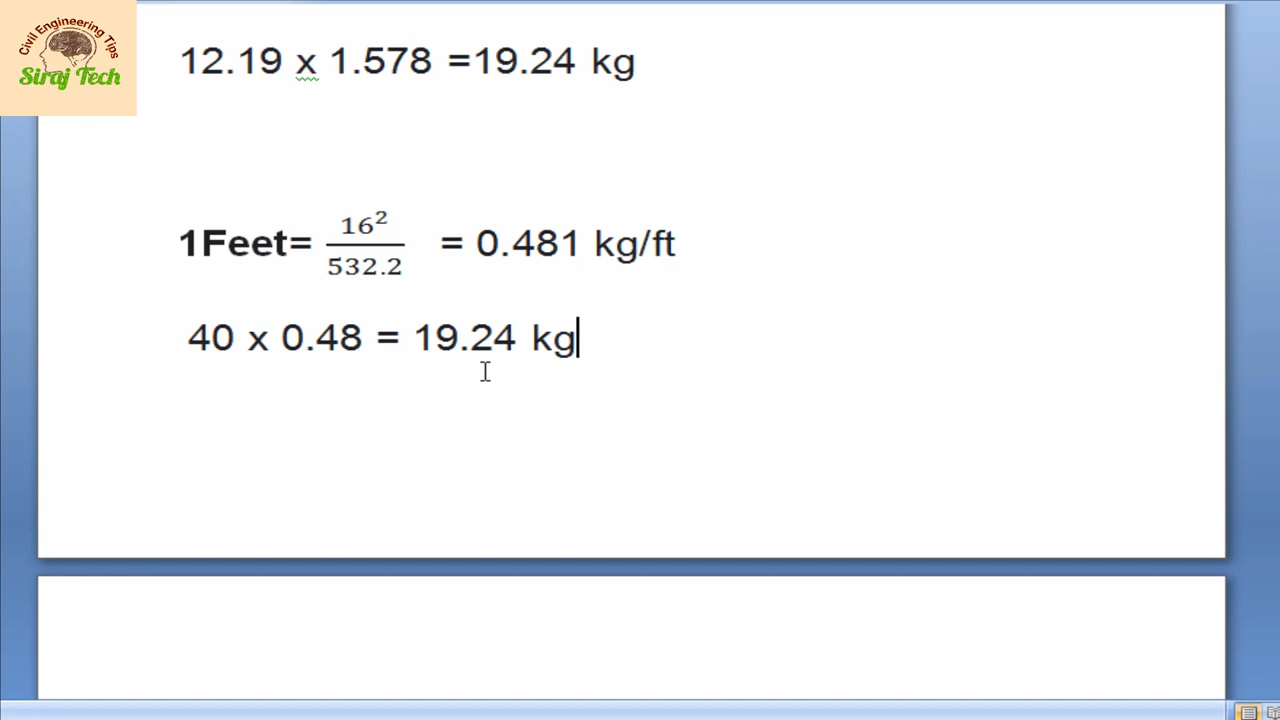 Civil Engineering Tips
Siraj Tech
12.19 x 1.578 =19.24 kg
1Feet= 16²/532.2 = 0.481 kg/ft
40 x 0.48 = 19.24 kg